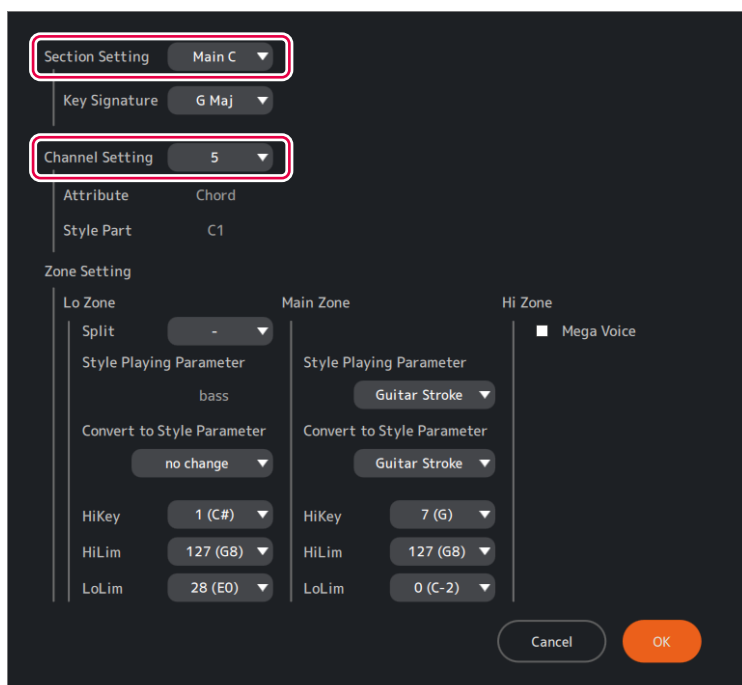 Section Setting Main C
Key Signature G Maj
Channel Setting 5
Attribute Chord
Style Part C1
Zone Setting
Lo Zone Main Zone Hi Zone
Split - Mega Voice
Style Playing Parameter Style Playing Parameter
bass Guitar Stroke
Convert to Style Parameter Convert to Style Parameter
no change Guitar Stroke
HiKey 1 (C#) HiKey 7 (G)
HiLim 127 (G8) HiLim 127 (G8)
LoLim 28 (E0) LoLim 0 (C-2)
Cancel OK